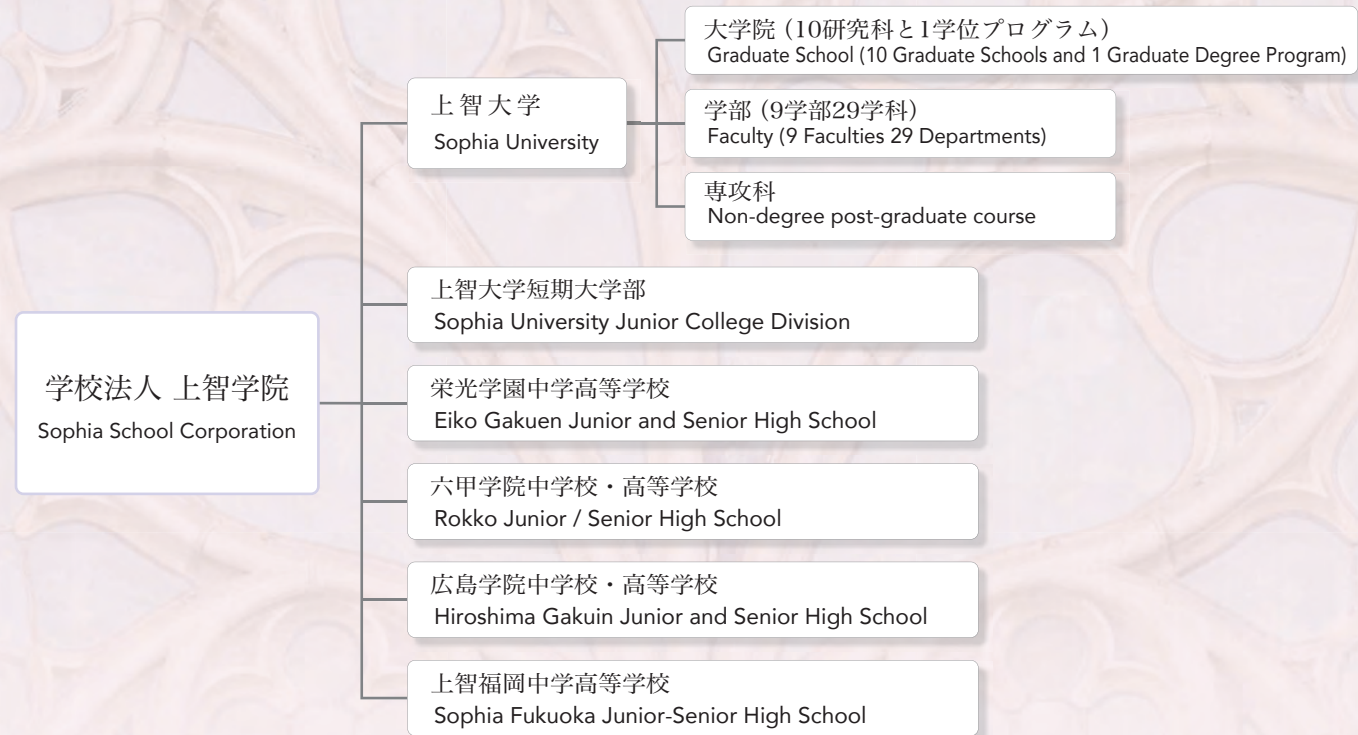 大学院 (10研究科と1学位プログラム)
Graduate School (10 Graduate Schools and 1 Graduate Degree Program)
上智大学
Sophia University
学部 (9学部29学科)
Faculty (9 Faculties 29 Departments)
専攻科
Non-degree post-graduate course
上智大学短期大学部
Sophia University Junior College Division
学校法人 上智学院
Sophia School Corporation
栄光学園中学高等学校
Eiko Gakuen Junior and Senior High School
六甲学院中学校・高等学校
Rokko Junior / Senior High School
広島学院中学校・高等学校
Hiroshima Gakuin Junior and Senior High School
上智福岡中学高等学校
Sophia Fukuoka Junior-Senior High School